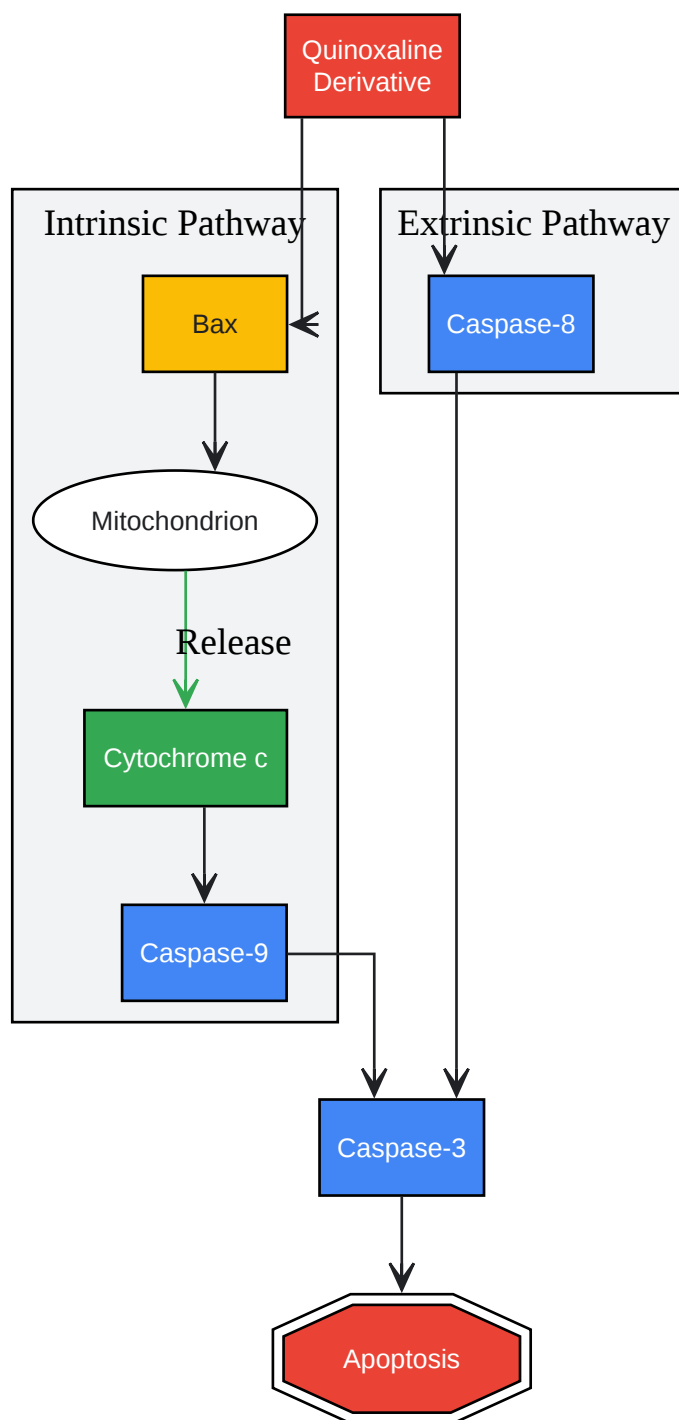 Quinoxaline
Derivative
Intrinsic Pathway
Extrinsic Pathway
Bax
Caspase-8
Mitochondrion
Release
Cytochrome c
Caspase-9
Caspase-3
Apoptosis